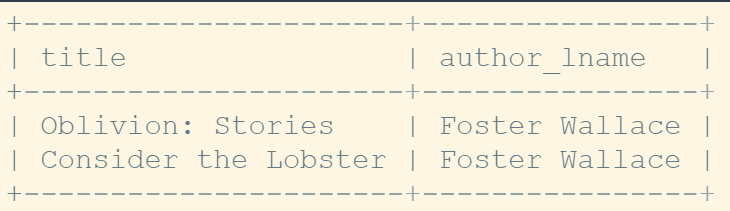 +----------------------+----------------+
| title                | author_lname   |
+----------------------+----------------+
| Oblivion: Stories    | Foster Wallace |
| Consider the Lobster | Foster Wallace |
+----------------------+----------------+